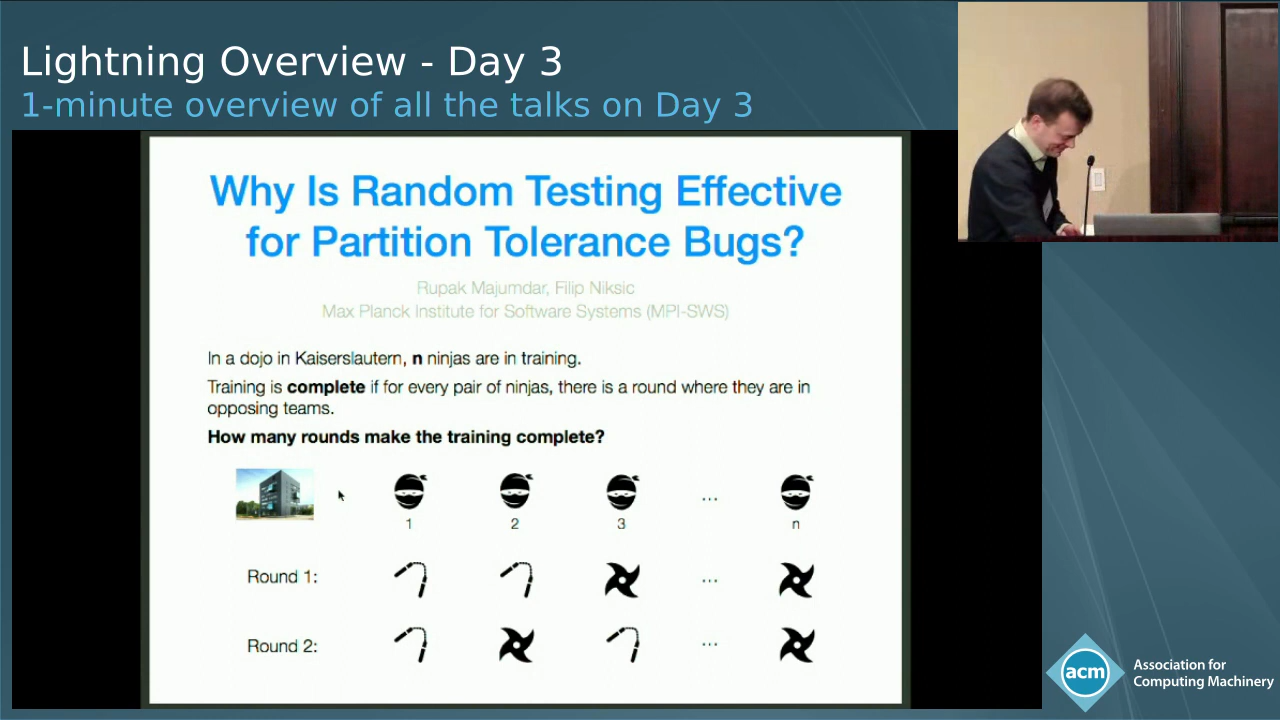 Lightning Overview - Day 3
1-minute overview of all the talks on Day 3
Why Is Random Testing Effective
for Partition Tolerance Bugs?
Rupak Majumdar, Filip Niksic
Max Planck Institute for Software Systems (MPI-SWS)
In a dojo in Kaiserslautern, n ninjas are in training.
Training is complete if for every pair of ninjas, there is a round where they are in
opposing teams.
How many rounds make the training complete?
1 2 3 ... n
Round 1: ...
Round 2: ...
acm
Association for
Computing Machinery